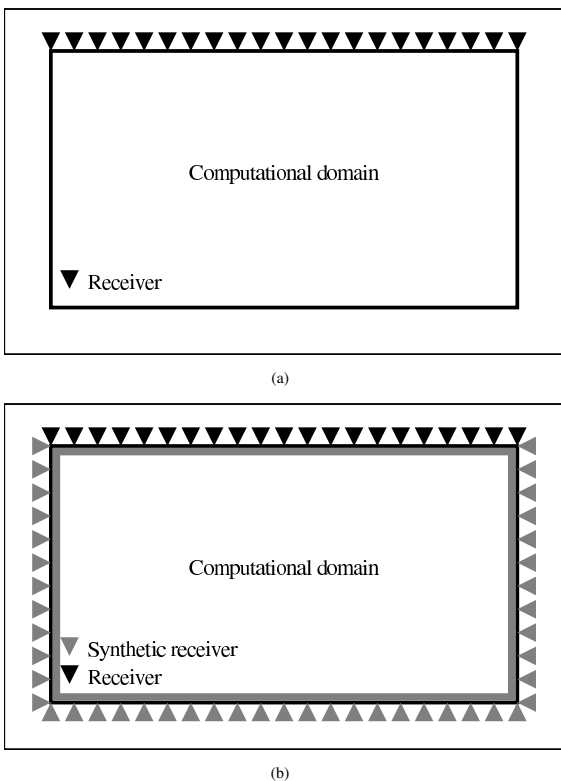 Computational domain
Receiver
(a)
Computational domain
Synthetic receiver
Receiver
(b)